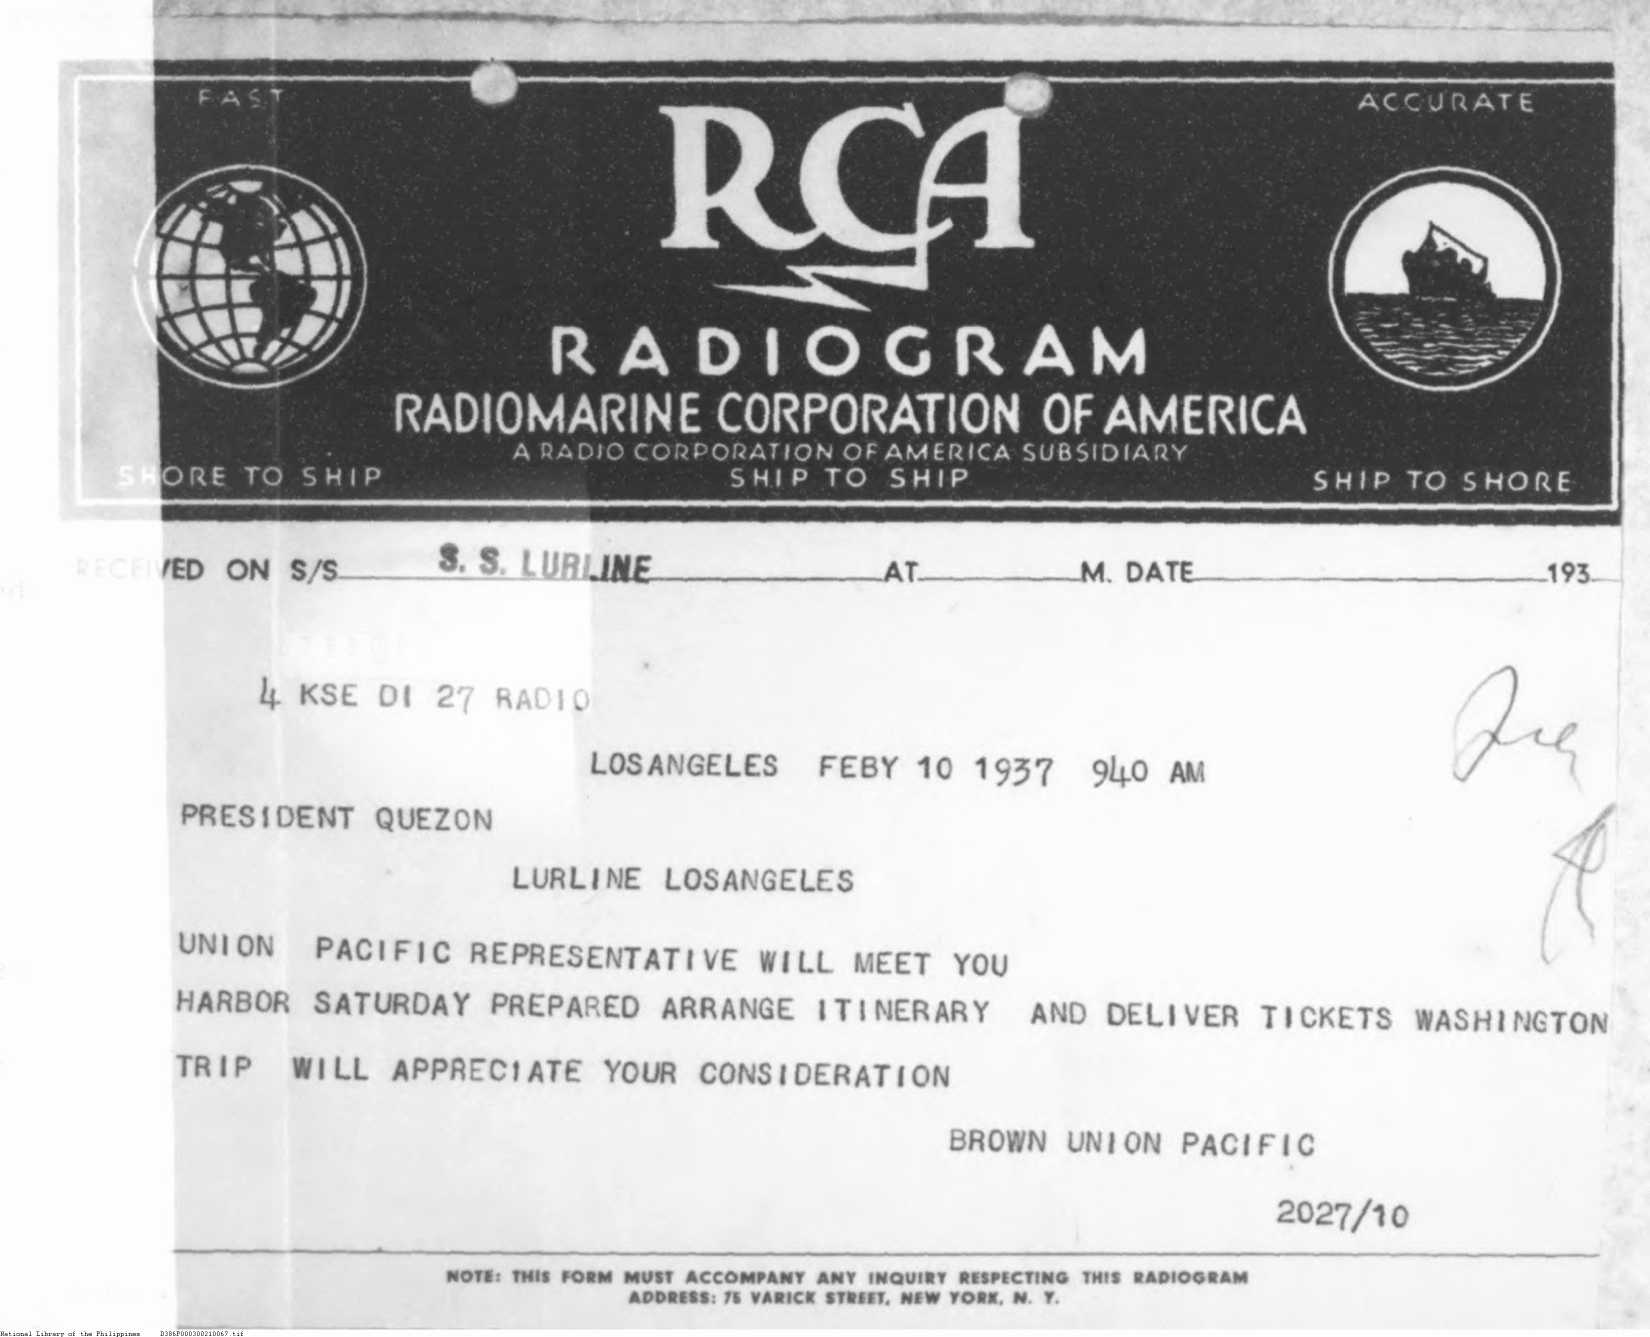 FAST
ACCURATE
RCA
RADIOGRAM
RADIOMARINE CORPORATION OF AMERICA
A RADIO CORPORATION OF AMERICA SUBSIDIARY
SHORE TO SHIP SHIP TO SHIP SHIP TO SHORE
RECEIVED ON S/S S. S. LURLINE AT M. DATE 193
4 KSE DI 27 RADIO
LOSANGELES FEBY 10 1937 940 AM
PRESIDENT QUEZON
LURLINE LOSANGELES
UNION PACIFIC REPRESENTATIVE WILL MEET YOU
HARBOR SATURDAY PREPARED ARRANGE ITINERARY AND DELIVER TICKETS WASHINGTON
TRIP WILL APPRECIATE YOUR CONSIDERATION
BROWN UNION PACIFIC
2027/10
NOTE: THIS FORM MUST ACCOMPANY ANY INQUIRY RESPECTING THIS RADIOGRAM
ADDRESS: 75 VARICK STREET, NEW YORK, N. Y.
National Library of the Philippines D386P000300210067.tif